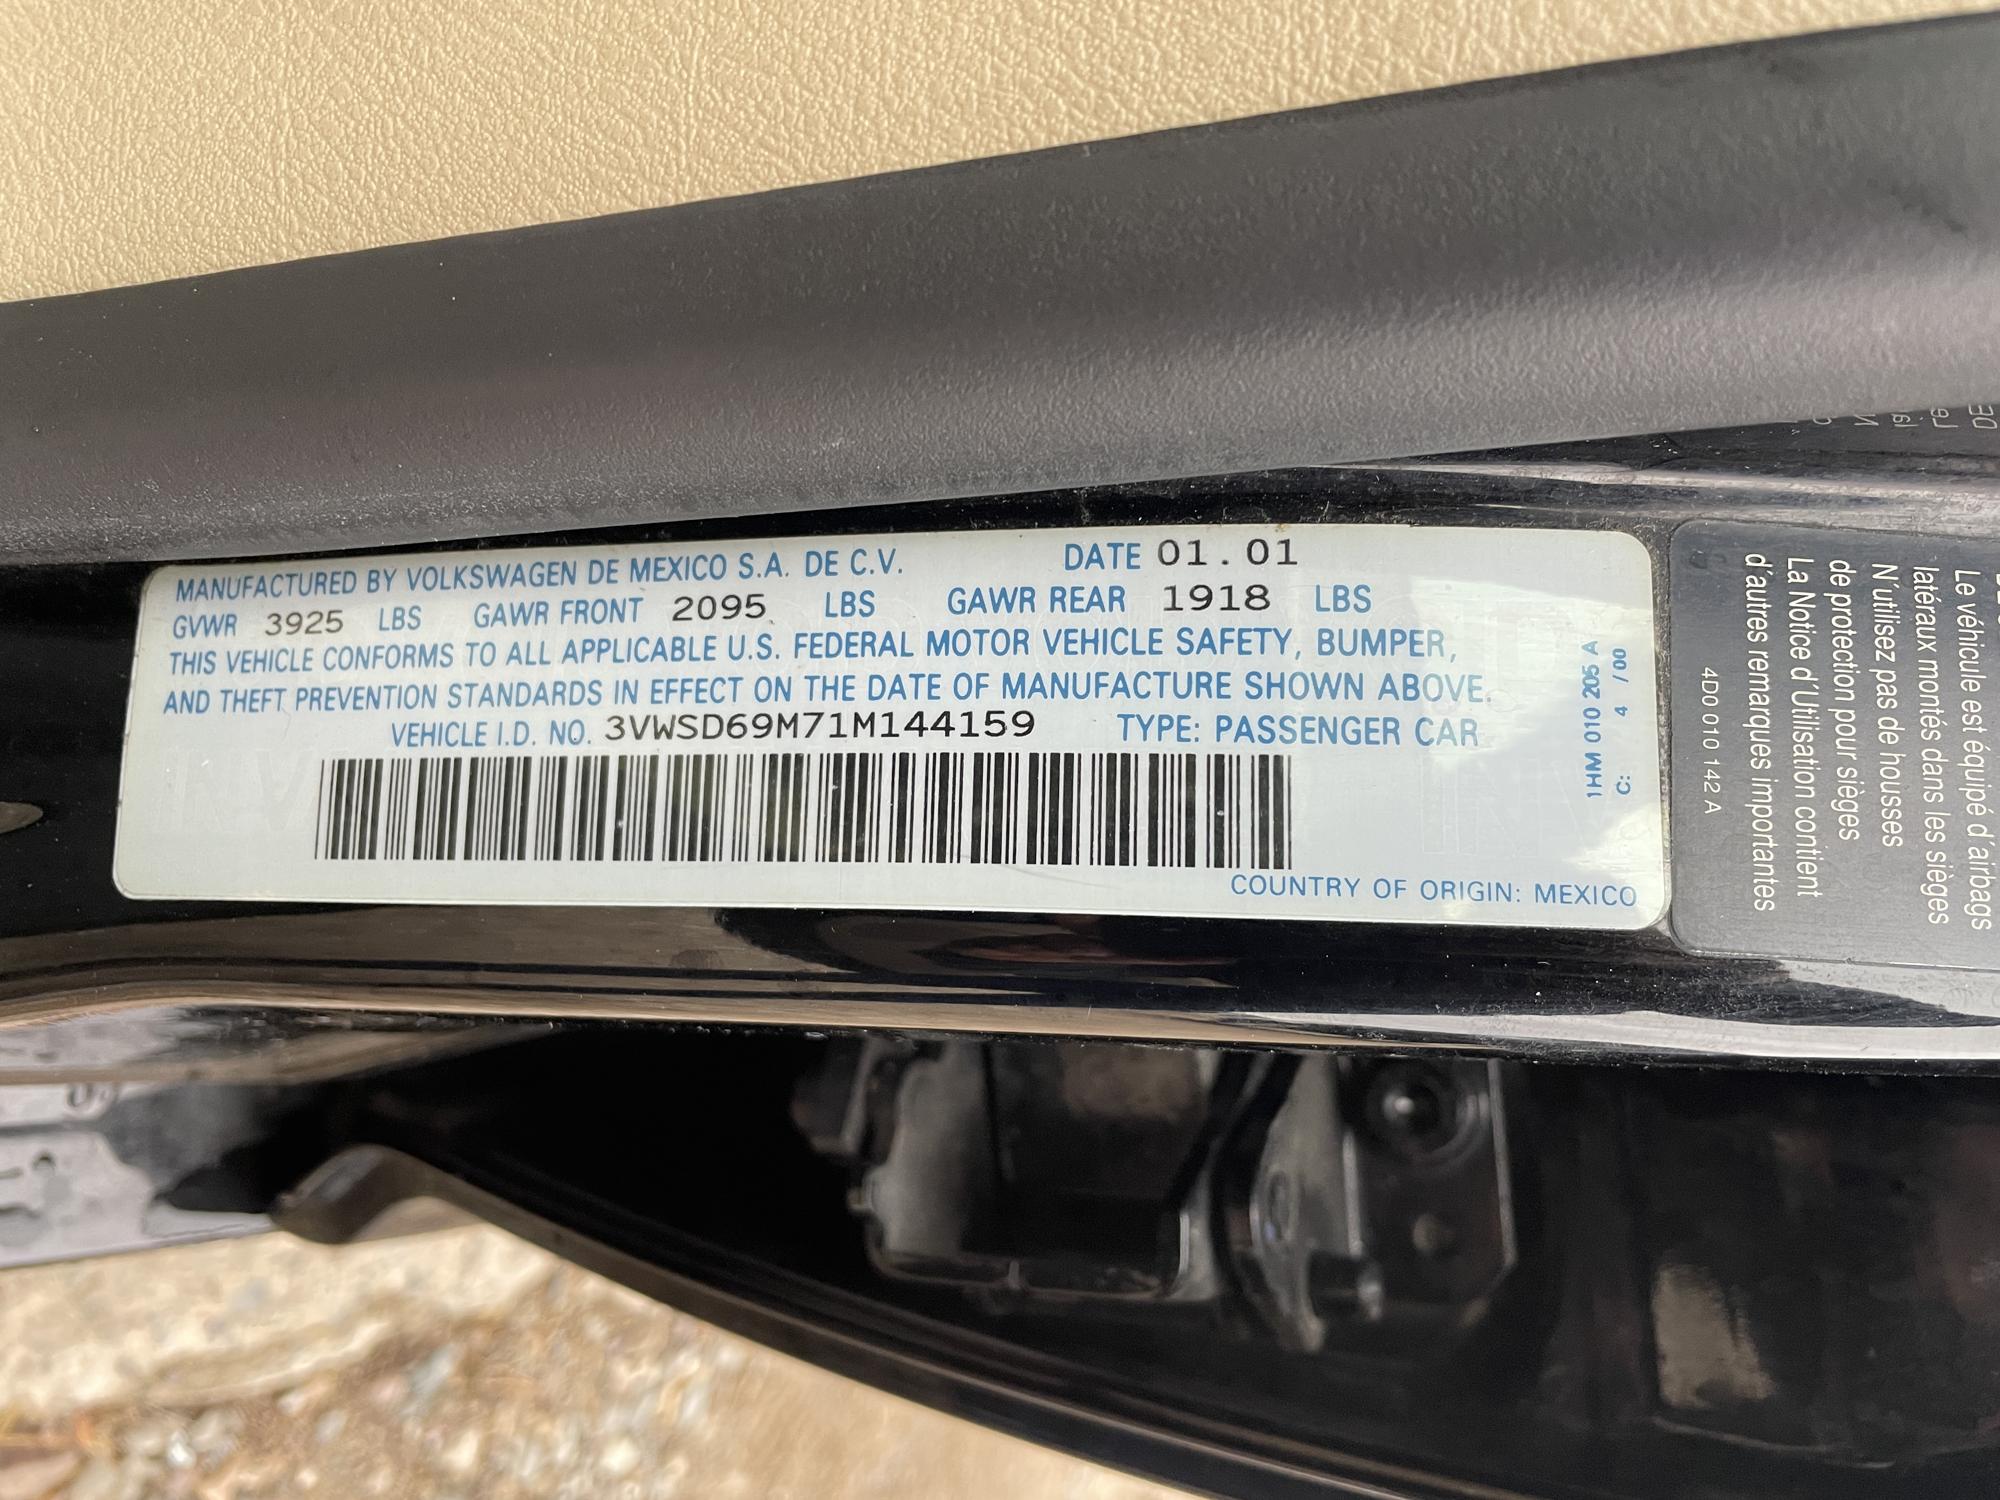 MANUFACTURED BY VOLKSWAGEN DE MEXICO S.A. DE C.V. DATE 01.01
GVWR 3925 LBS GAWR FRONT 2095 LBS GAWR REAR 1918 LBS
THIS VEHICLE CONFORMS TO ALL APPLICABLE U.S. FEDERAL MOTOR VEHICLE SAFETY, BUMPER,
AND THEFT PREVENTION STANDARDS IN EFFECT ON THE DATE OF MANUFACTURE SHOWN ABOVE.
VEHICLE I.D. NO. 3VWSD69M71M144159 TYPE: PASSENGER CAR
COUNTRY OF ORIGIN: MEXICO
1HM 010 205 A
C: 4 /00
Le véhicule est équipé d'airbags
latéraux montés dans les sièges
N'utilisez pas de housses
de protection pour sièges
La Notice d'Utilisation contient
d'autres remarques importantes
4D0 010 142 A